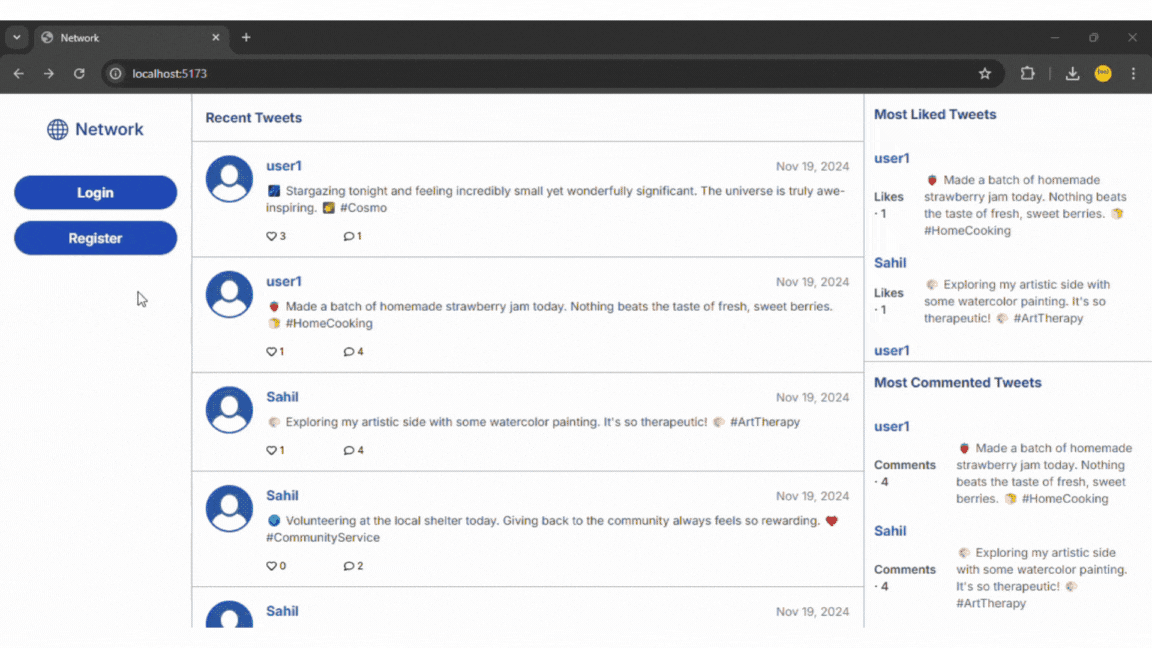 Network
localhost:5173
Network
Login
Register
Recent Tweets
user1
Nov 19, 2024
🌌 Stargazing tonight and feeling incredibly small yet wonderfully significant. The universe is truly awe-
inspiring. 🌠 #Cosmo
3
1
user1
Nov 19, 2024
🍓 Made a batch of homemade strawberry jam today. Nothing beats the taste of fresh, sweet berries.
🍞 #HomeCooking
1
4
Sahil
Nov 19, 2024
🎨 Exploring my artistic side with some watercolor painting. It's so therapeutic! 🎨 #ArtTherapy
1
4
Sahil
Nov 19, 2024
🌍 Volunteering at the local shelter today. Giving back to the community always feels so rewarding. ❤️
#CommunityService
0
2
Sahil
Nov 19, 2024
Most Liked Tweets
user1
Likes
· 1
🍓 Made a batch of homemade
strawberry jam today. Nothing beats
the taste of fresh, sweet berries. 🍞
#HomeCooking
Sahil
Likes
· 1
🎨 Exploring my artistic side with
some watercolor painting. It's so
therapeutic! 🎨 #ArtTherapy
user1
Most Commented Tweets
user1
Comments
· 4
🍓 Made a batch of homemade
strawberry jam today. Nothing
beats the taste of fresh, sweet
berries. 🍞 #HomeCooking
Sahil
Comments
· 4
🎨 Exploring my artistic side
with some watercolor painting.
It's so therapeutic! 🎨
#ArtTherapy